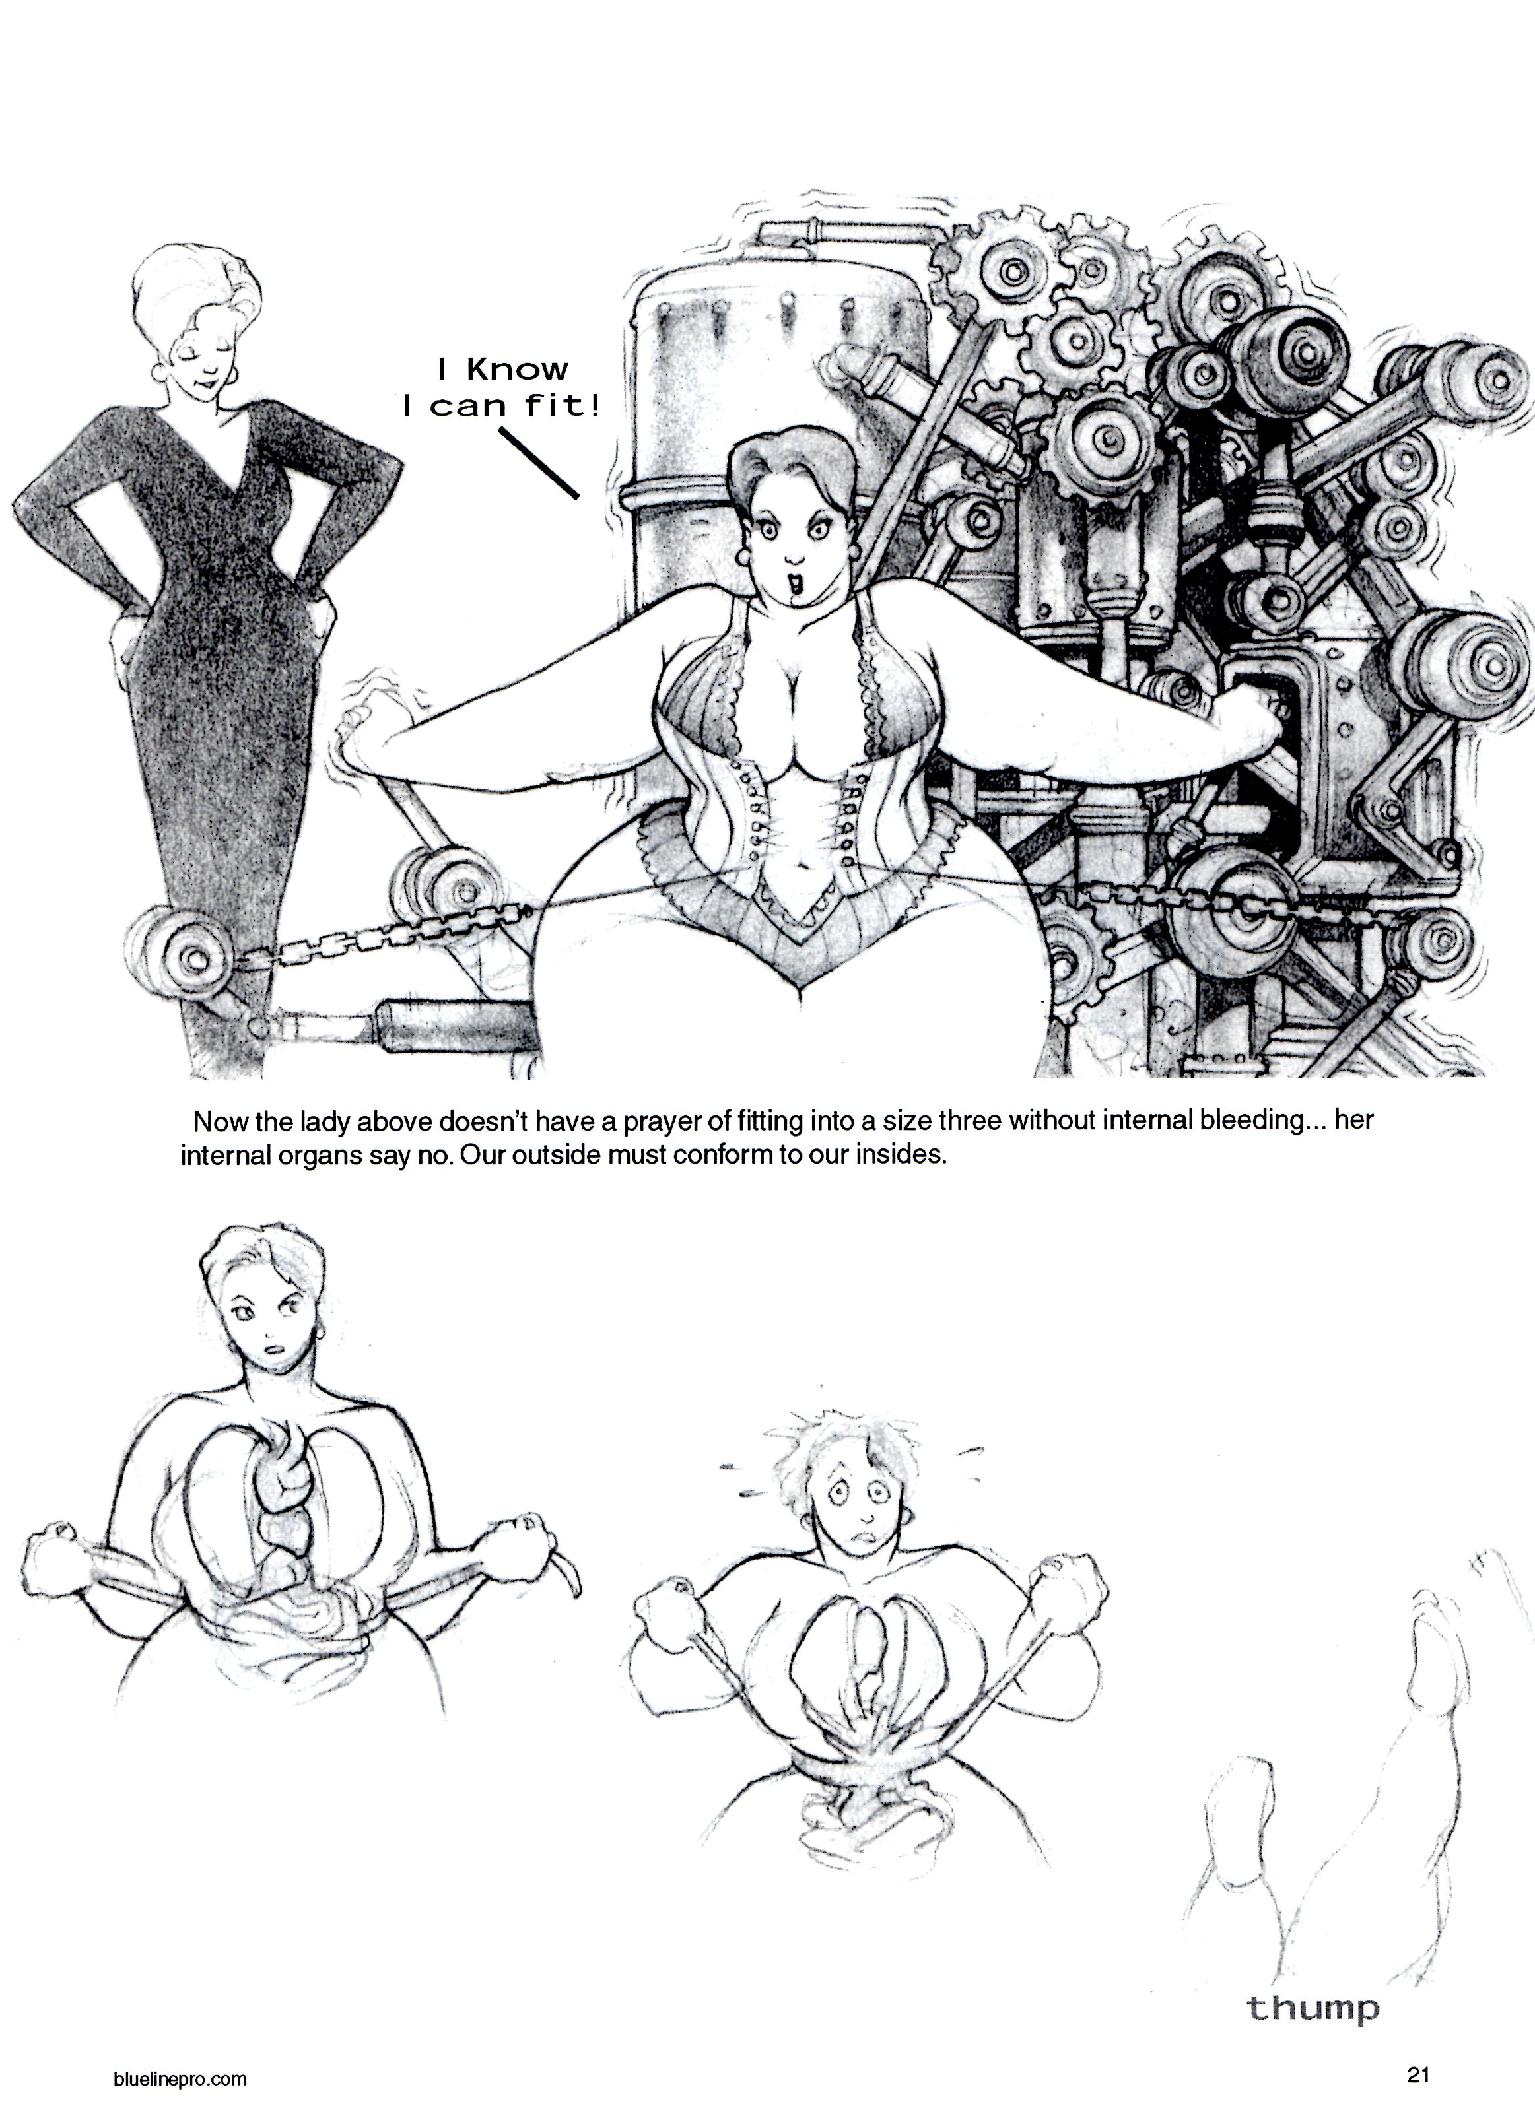 I Know
I can fit!
Now the lady above doesn't have a prayer of fitting into a size three without internal bleeding... her
internal organs say no. Our outside must conform to our insides.
thump
bluelinepro.com
21